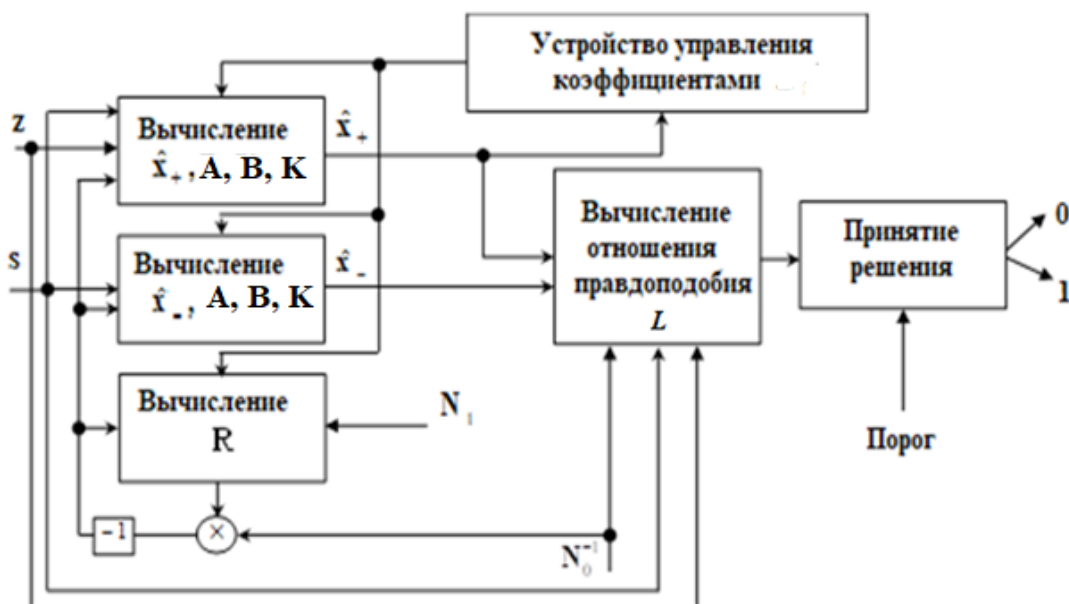 Устройство управления
коэффициентами
z
Вычисление
x̂₊, A, B, K
x̂₊
s
Вычисление
x̂₋, A, B, K
x̂₋
Вычисление
отношения
правдоподобия
L
Принятие
решения
0
1
Вычисление
R
N₁
Порог
−1
×
N₀⁻¹